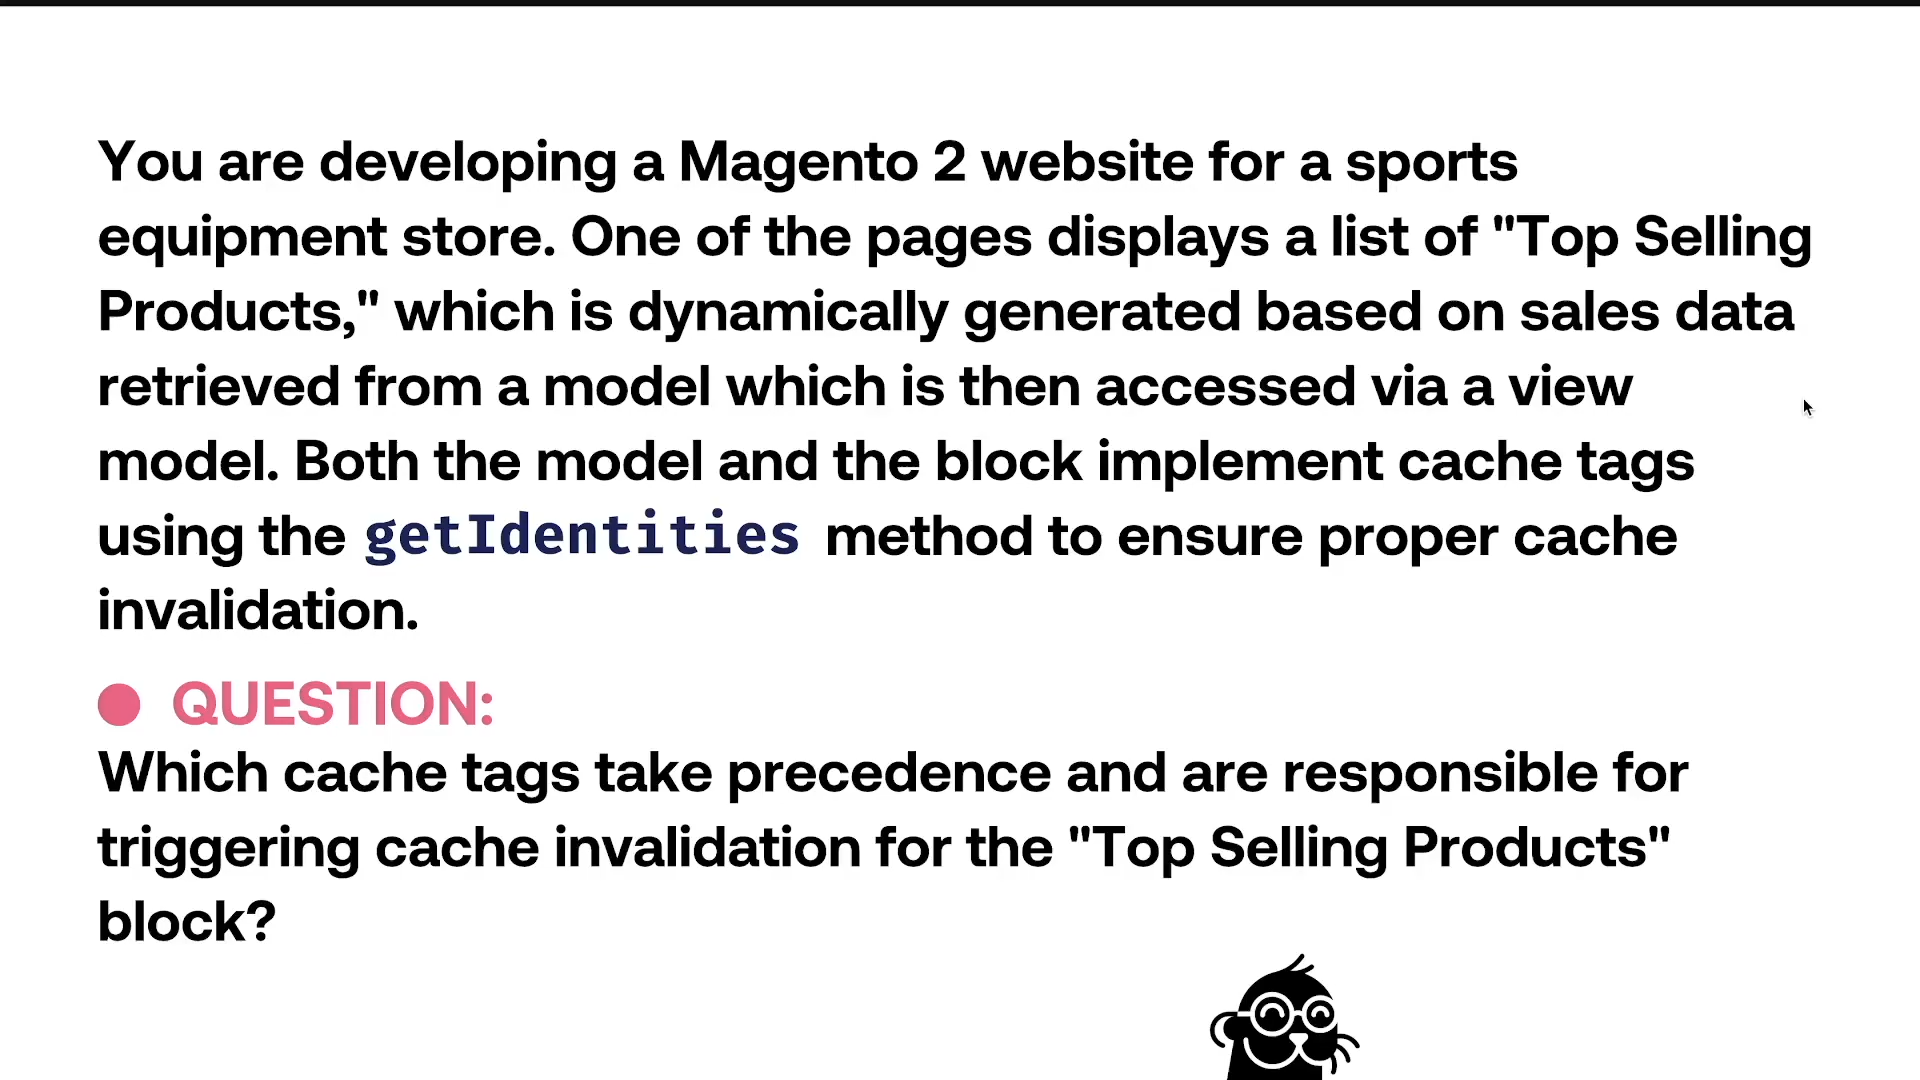 You are developing a Magento 2 website for a sports
equipment store. One of the pages displays a list of "Top Selling
Products," which is dynamically generated based on sales data
retrieved from a model which is then accessed via a view
model. Both the model and the block implement cache tags
using the getIdentities method to ensure proper cache
invalidation.
QUESTION:
Which cache tags take precedence and are responsible for
triggering cache invalidation for the "Top Selling Products"
block?